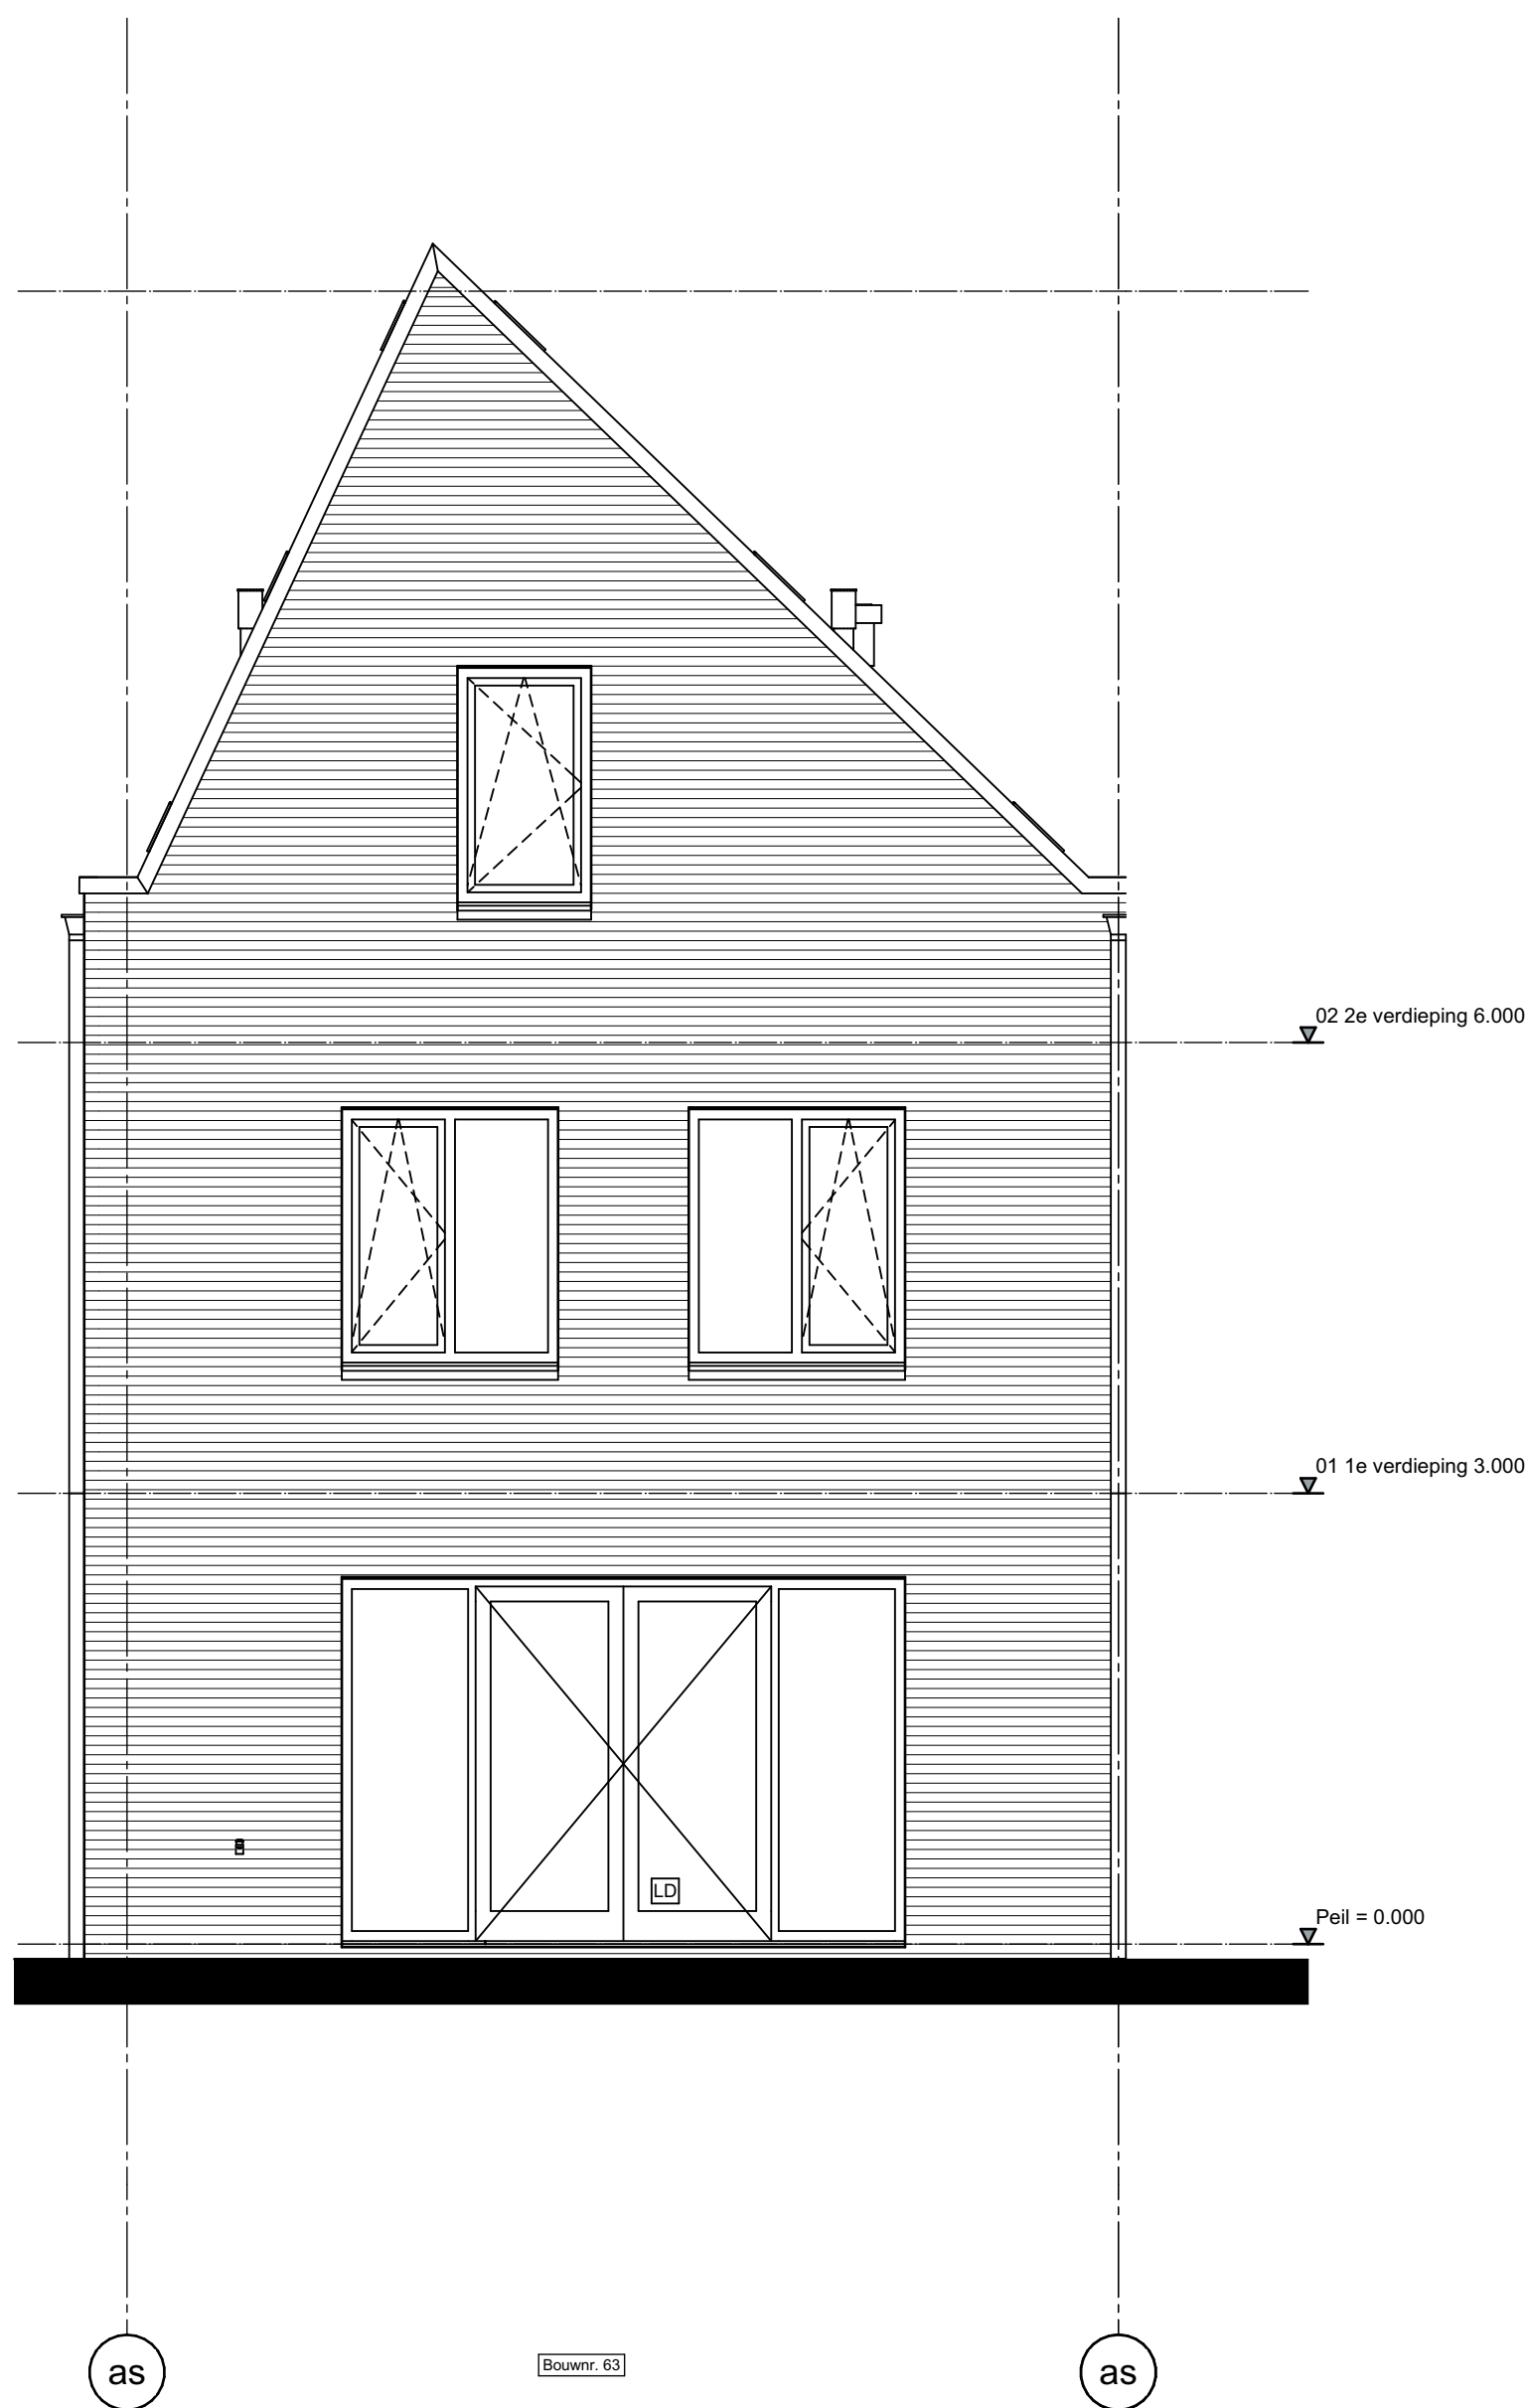 02 2e verdieping 6.000
01 1e verdieping 3.000
LD
Peil = 0.000
as
Bouwnr. 63
as